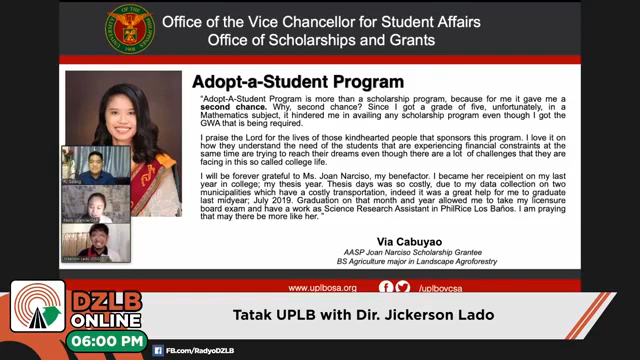 Office of the Vice Chancellor for Student Affairs
Office of Scholarships and Grants
Adopt-a-Student Program
"Adopt-A-Student Program is more than a scholarship program, because for me it gave me a
second chance. Why, second chance? Since I got a grade of five, unfortunately, in a
Mathematics subject, it hindered me in availing any scholarship program even though I got the
GWA that is being required.
I praise the Lord for the lives of those kindhearted people that sponsors this program. I love it on
how they understand the need of the students that are experiencing financial constraints at
the same time are trying to reach their dreams even though there are a lot of challenges that they are
facing in this so called college life.
I will be forever grateful to Ms. Joan Narciso, my benefactor. I became her recepient on my last
year in college; my thesis year. Thesis days was so costly, due to my data collection on two
municipalities which have a costly transportation, indeed it was a great help for me to graduate
last midyear; July 2019. Graduation on that month and year allowed me to take my licensure
board exam and have a work as Science Research Assistant in PhilRice Los Baños. I am praying
that may there be more like her. "
Via Cabuyao
AASP Joan Narciso Scholarship Grantee
BS Agriculture major in Landscape Agroforestry
www.uplbosa.org
/uplbovcsa
DZLB
ONLINE
06:00 PM
Tatak UPLB with Dir. Jickerson Lado
FB.com/RadyoDZLB